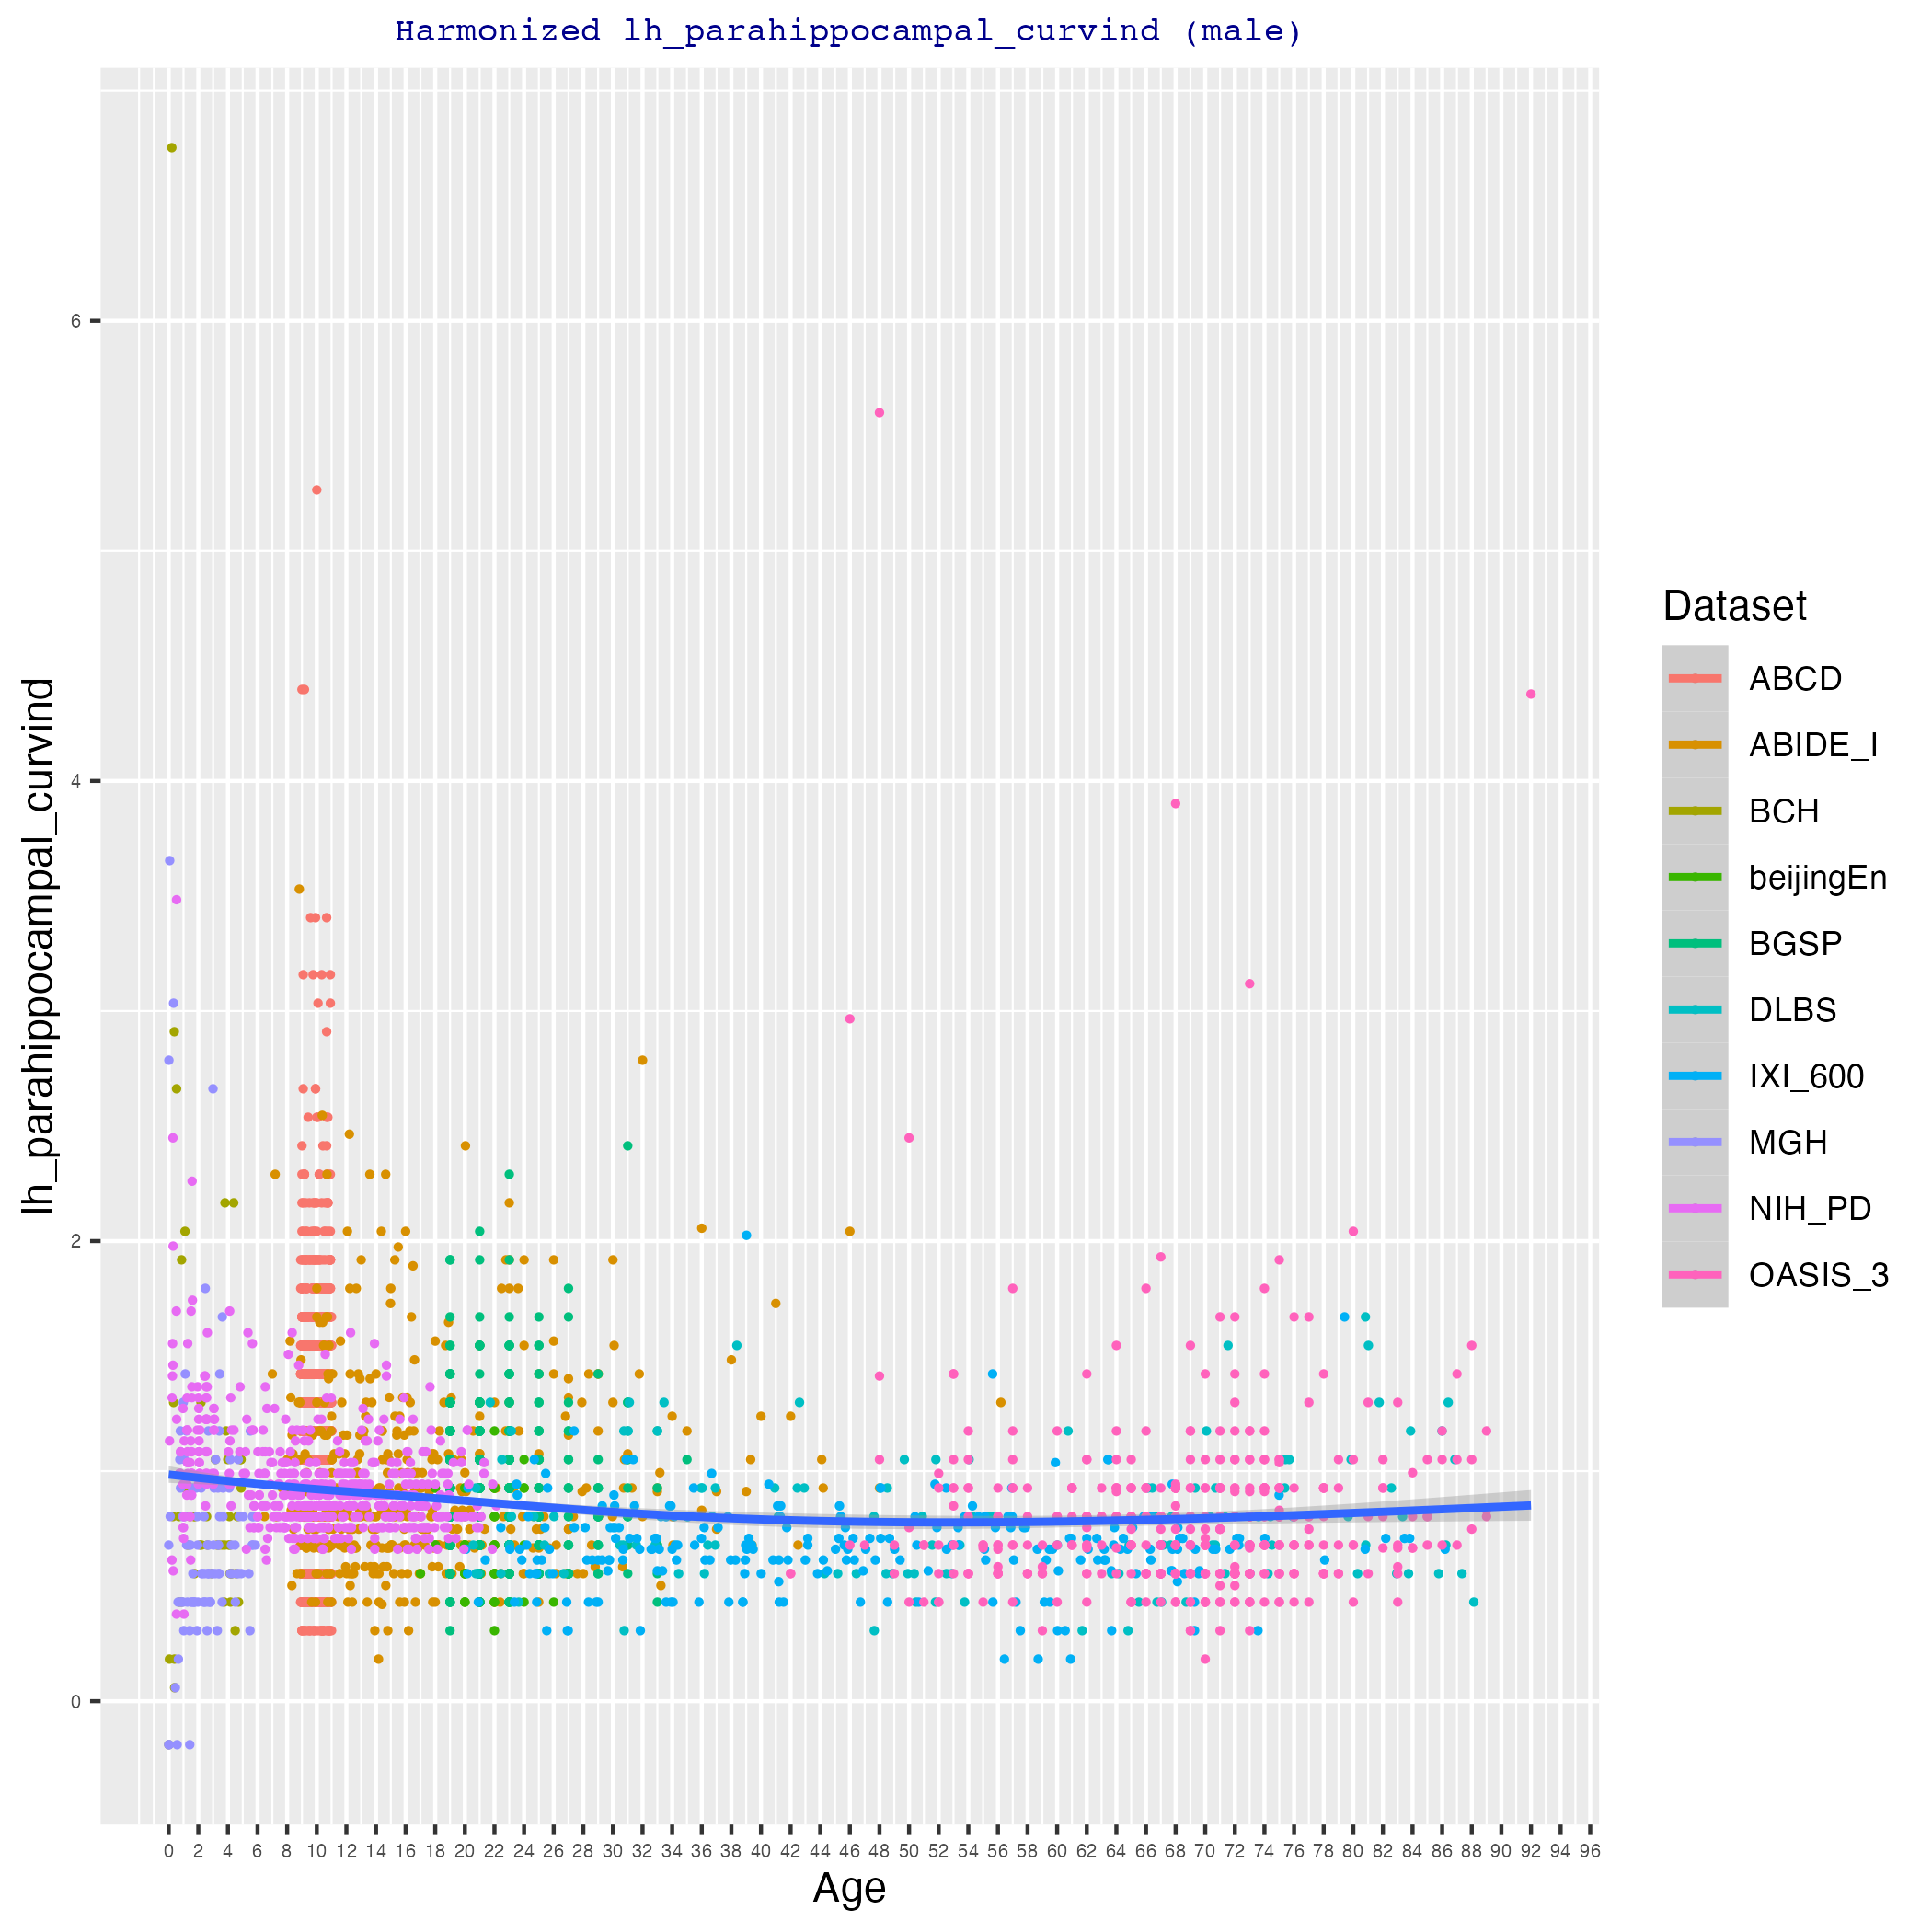 Harmonized lh_parahippocampal_curvind (male)
lh_parahippocampal_curvind
6
4
2
0
0 2 4 6 8 10 12 14 16 18 20 22 24 26 28 30 32 34 36 38 40 42 44 46 48 50 52 54 56 58 60 62 64 66 68 70 72 74 76 78 80 82 84 86 88 90 92 94 96
Age
Dataset
ABCD
ABIDE_I
BCH
beijingEn
BGSP
DLBS
IXI_600
MGH
NIH_PD
OASIS_3